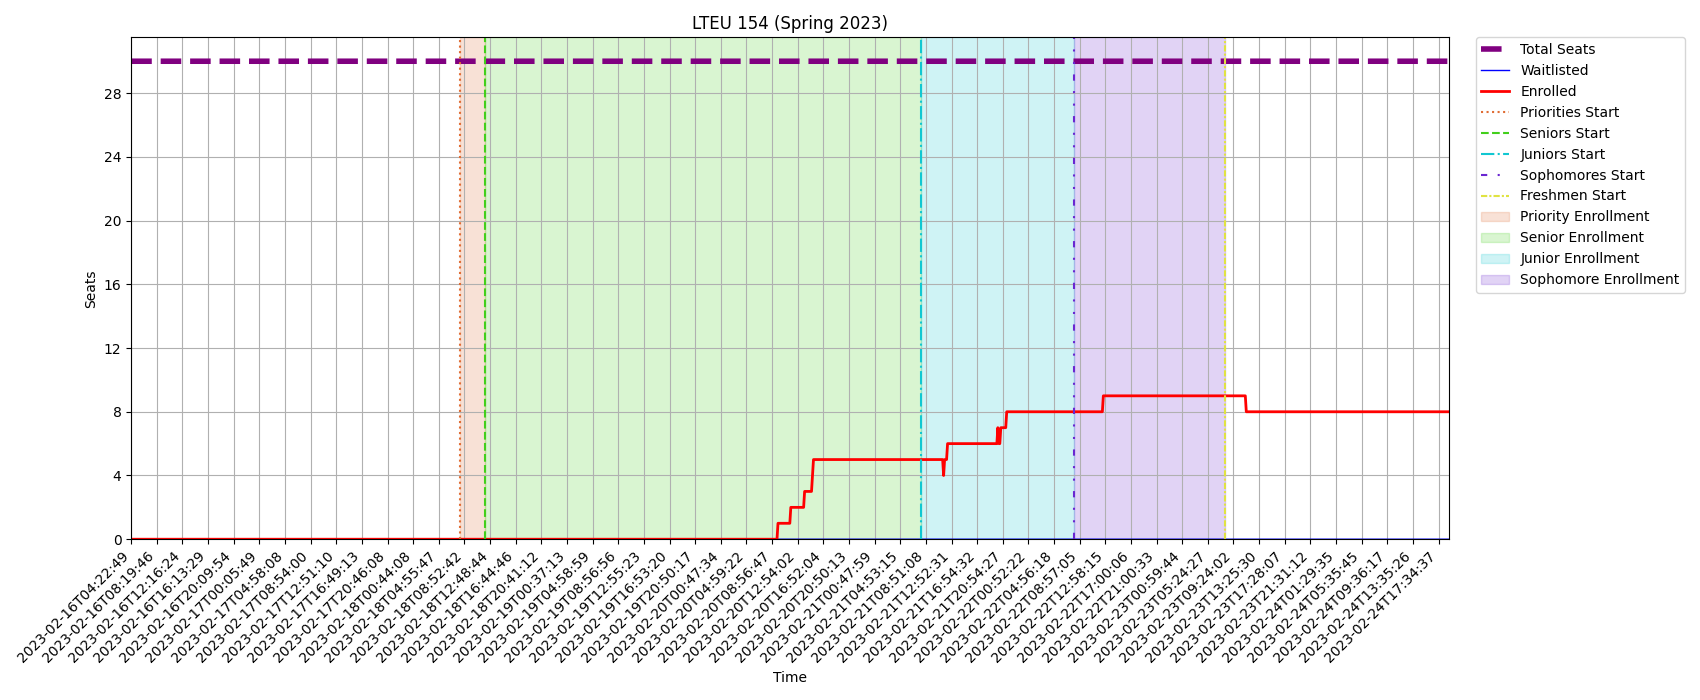 LTEU 154 (Spring 2023)
Total Seats
Waitlisted
Enrolled
Priorities Start
Seniors Start
Juniors Start
Sophomores Start
Freshmen Start
Priority Enrollment
Senior Enrollment
Junior Enrollment
Sophomore Enrollment
Seats
28
24
20
16
12
8
4
0
2023-02-16T04:22:49
2023-02-16T08:19:46
2023-02-16T12:16:24
2023-02-16T16:13:29
2023-02-16T20:09:54
2023-02-17T00:05:49
2023-02-17T04:58:08
2023-02-17T08:54:00
2023-02-17T12:51:10
2023-02-17T16:49:13
2023-02-17T20:46:08
2023-02-18T00:44:08
2023-02-18T04:55:47
2023-02-18T08:52:42
2023-02-18T12:48:44
2023-02-18T16:44:46
2023-02-18T20:41:12
2023-02-19T00:37:13
2023-02-19T04:58:59
2023-02-19T08:56:56
2023-02-19T12:55:23
2023-02-19T16:53:20
2023-02-19T20:50:17
2023-02-20T00:47:34
2023-02-20T04:59:22
2023-02-20T08:56:47
2023-02-20T12:54:02
2023-02-20T16:52:04
2023-02-20T20:50:13
2023-02-21T00:47:59
2023-02-21T04:53:15
2023-02-21T08:51:08
2023-02-21T12:52:31
2023-02-21T16:54:32
2023-02-21T20:54:27
2023-02-22T00:52:22
2023-02-22T04:56:18
2023-02-22T08:57:05
2023-02-22T12:58:15
2023-02-22T17:00:06
2023-02-22T21:00:33
2023-02-23T00:59:44
2023-02-23T05:24:27
2023-02-23T09:24:02
2023-02-23T13:25:30
2023-02-23T17:28:07
2023-02-23T21:31:12
2023-02-24T01:29:35
2023-02-24T05:35:45
2023-02-24T09:36:17
2023-02-24T13:35:26
2023-02-24T17:34:37
Time